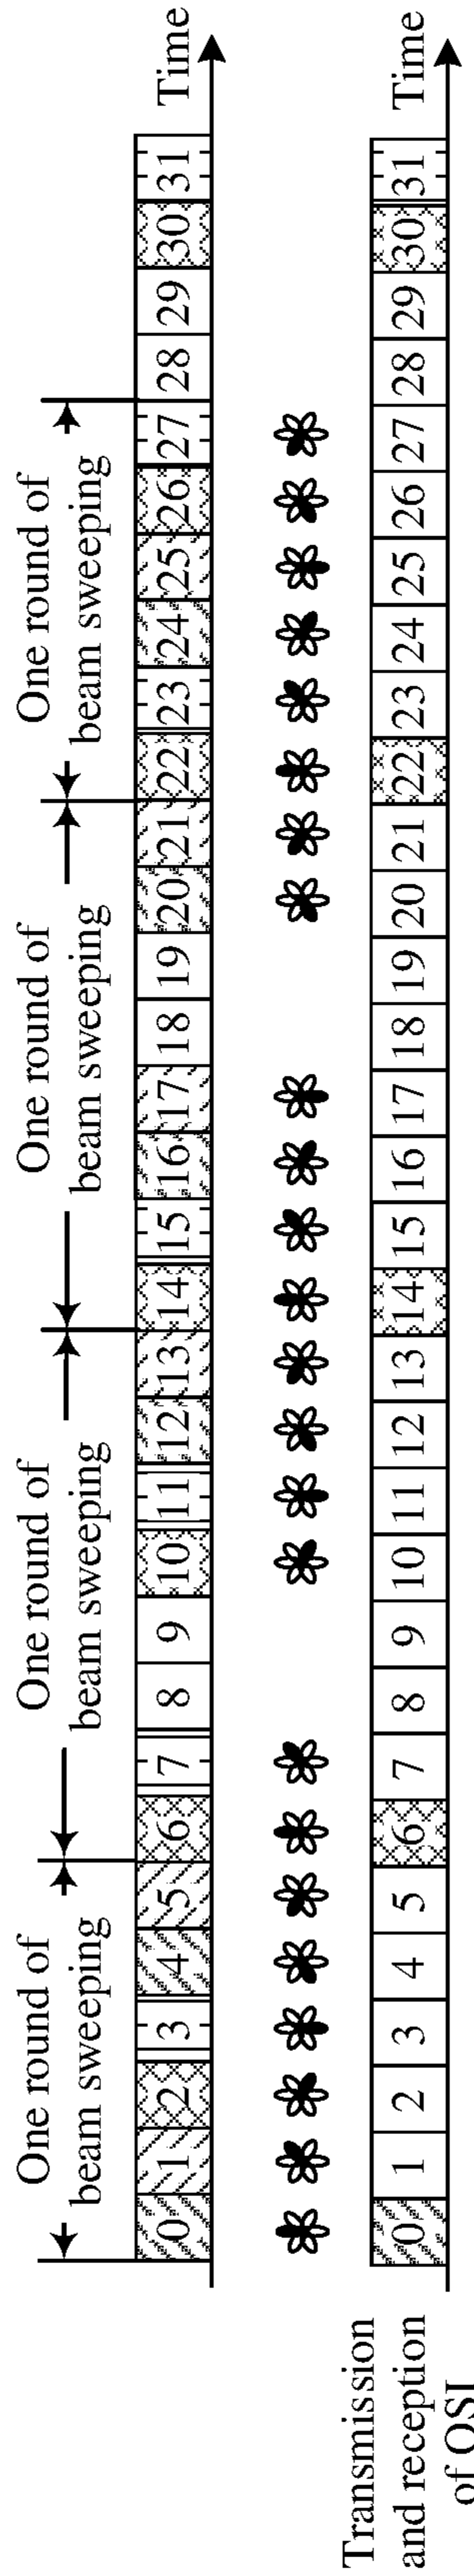 One round of
beam sweeping
One round of
beam sweeping
One round of
beam sweeping
One round of
beam sweeping
0 1 2 3 4 5 6 7 8 9 10 11 12 13 14 15 16 17 18 19 20 21 22 23 24 25 26 27 28 29 30 31 Time
Transmission
and reception
of OSI
0 1 2 3 4 5 6 7 8 9 10 11 12 13 14 15 16 17 18 19 20 21 22 23 24 25 26 27 28 29 30 31 Time